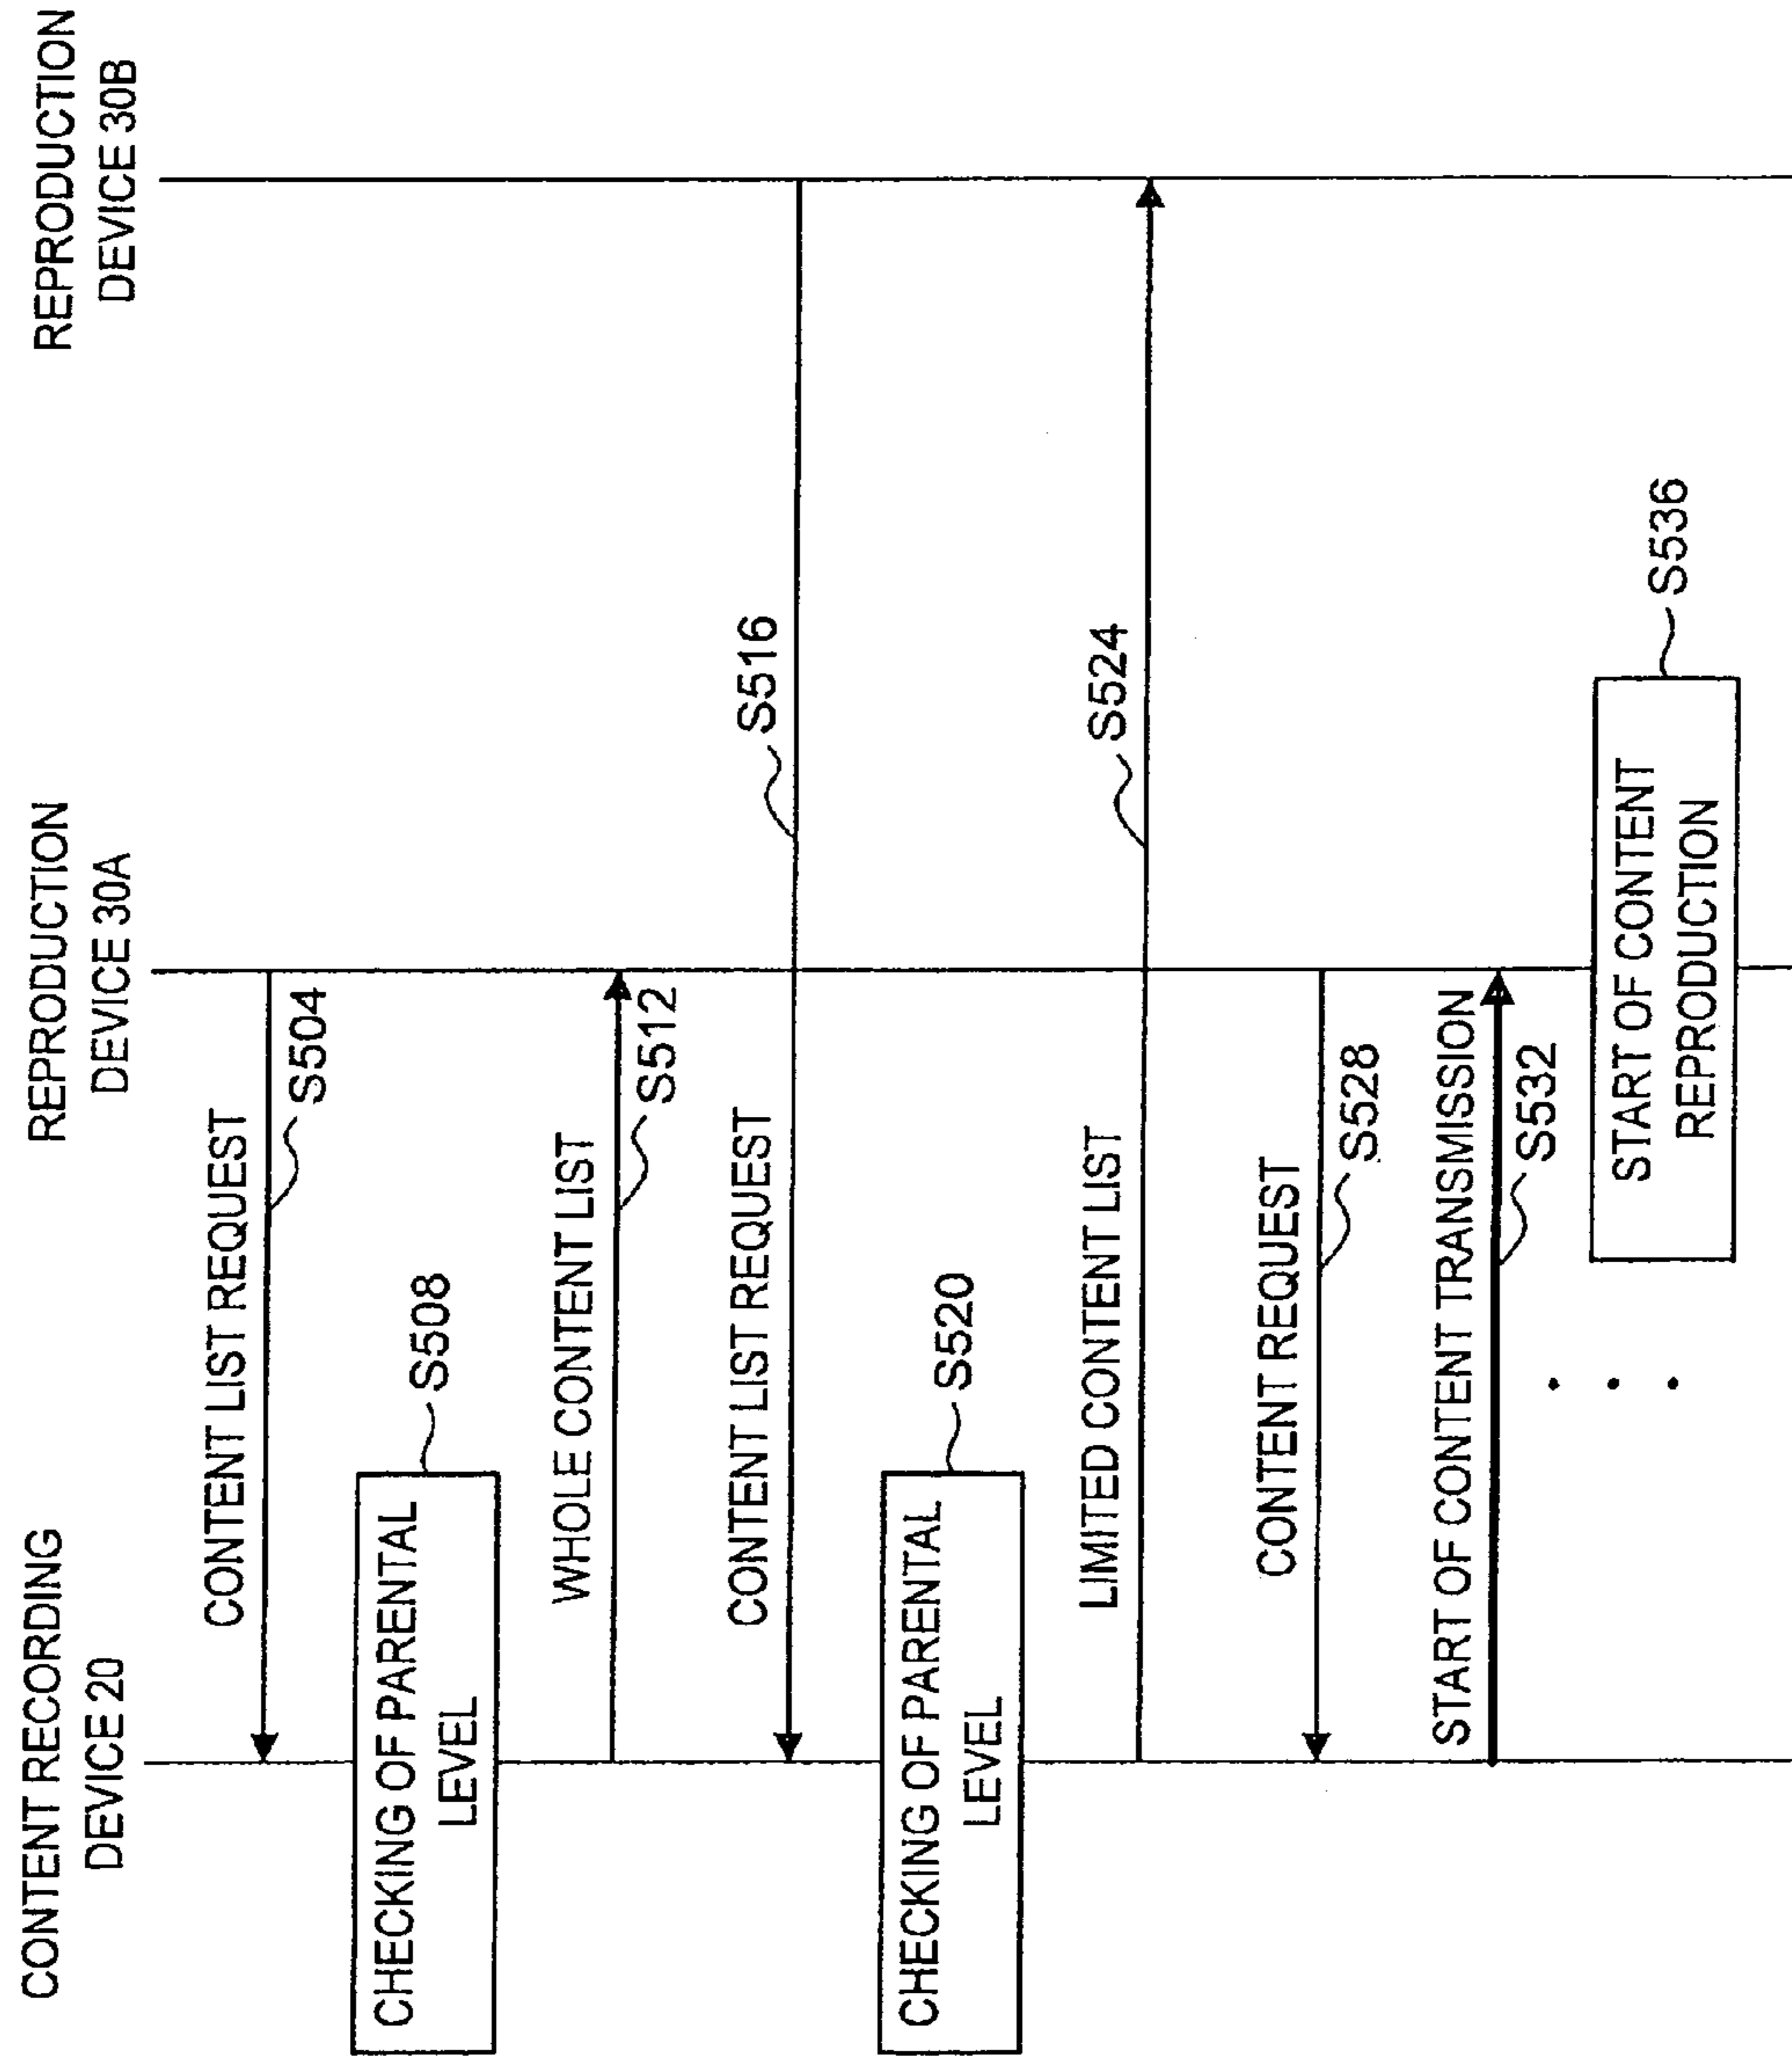 CONTENT RECORDING
DEVICE 20
REPRODUCTION
DEVICE 30A
REPRODUCTION
DEVICE 30B
CONTENT LIST REQUEST
S504
CHECKING OF PARENTAL
LEVEL
S508
WHOLE CONTENT LIST
S512
CONTENT LIST REQUEST
S516
CHECKING OF PARENTAL
LEVEL
S520
LIMITED CONTENT LIST
S524
CONTENT REQUEST
S528
START OF CONTENT TRANSMISSION
S532
START OF CONTENT
REPRODUCTION
S536